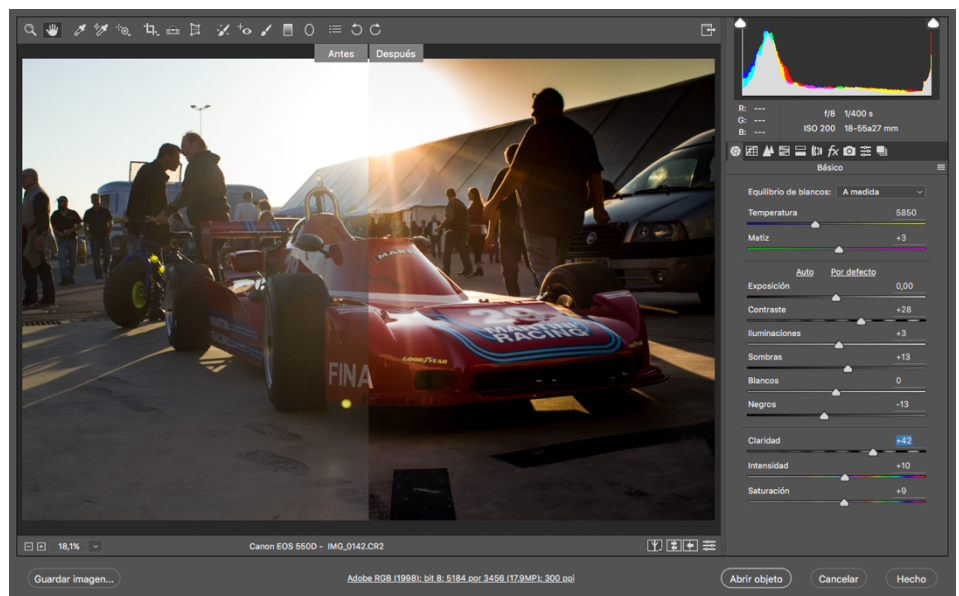 Antes
Después
R: ---
G: ---
B: ---
f/8 1/400 s
ISO 200 18-55a27 mm
fx
Básico
Equilibrio de blancos: A medida
Temperatura 5850
Matiz +3
Auto Por defecto
Exposición 0,00
Contraste +28
Iluminaciones +3
Sombras +13
Blancos 0
Negros -13
Claridad +42
Intensidad +10
Saturación +9
MARTINI
RACING
FINA
GOODYEAR
29
MARTINI
RACING
18,1%
Canon EOS 550D - IMG_0142.CR2
Guardar imagen...
Adobe RGB (1998); bit 8; 5184 por 3456 (17,9MP); 300 ppi
Abrir objeto
Cancelar
Hecho